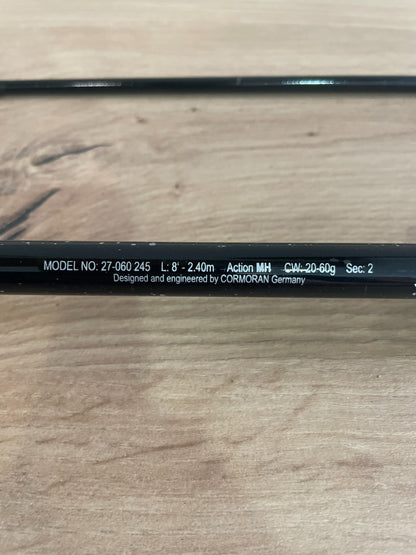 MODEL NO: 27-060 245 L: 8' - 2.40m Action MH CW: 20-60g Sec: 2
Designed and engineered by CORMORAN Germany